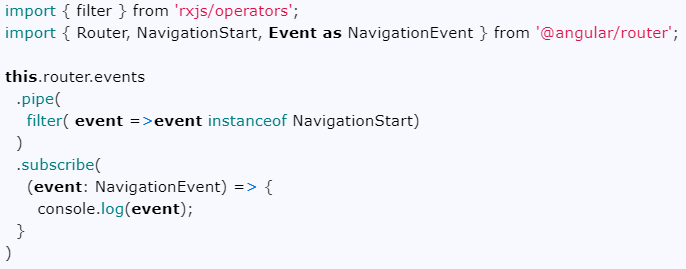 import { filter } from 'rxjs/operators';
import { Router, NavigationStart, Event as NavigationEvent } from '@angular/router';

this.router.events
  .pipe(
    filter( event =>event instanceof NavigationStart)
  )
  .subscribe(
    (event: NavigationEvent) => {
      console.log(event);
  }
)